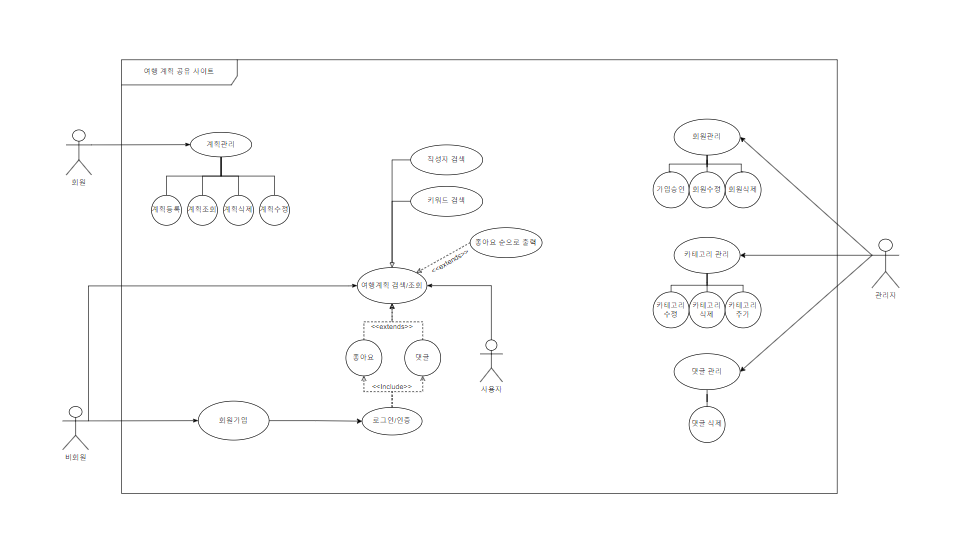 여행 계획 공유 사이트
회원
계획관리
계획등록
계획조회
계획삭제
계획수정
작성자 검색
키워드 검색
좋아요 순으로 출력
<<extends>>
여행계획 검색/조회
<<extends>>
좋아요
댓글
<<Include>>
로그인/인증
사용자
비회원
회원가입
회원관리
가입승인
회원수정
회원삭제
카테고리 관리
카테고리
수정
카테고리
삭제
카테고리
추가
댓글 관리
댓글 삭제
관리자